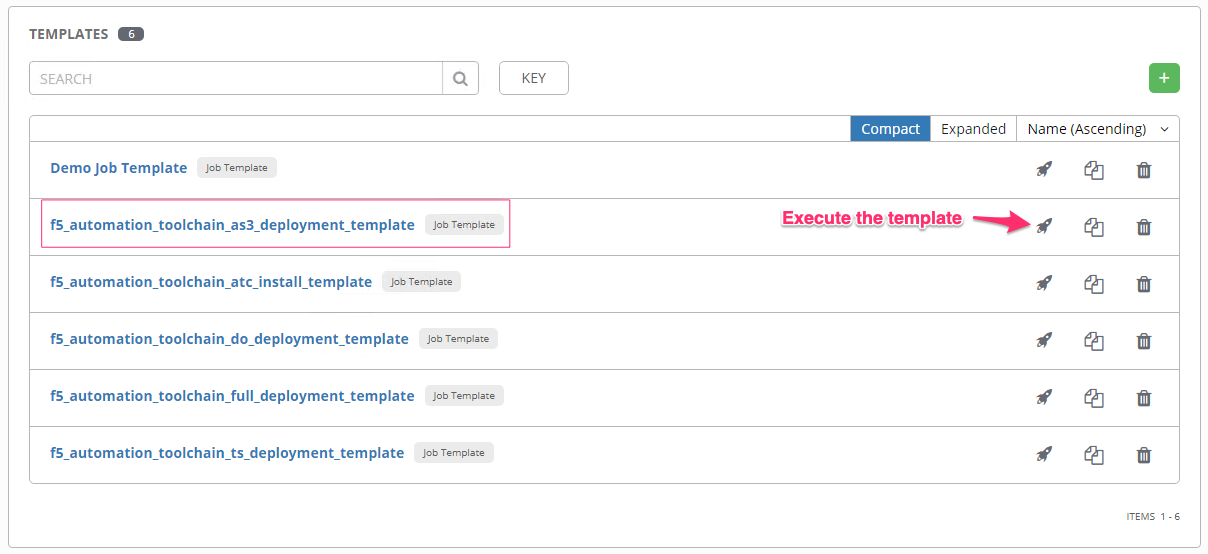 TEMPLATES 6
SEARCH KEY
+
Compact Expanded Name (Ascending)
Demo Job Template Job Template
f5_automation_toolchain_as3_deployment_template Job Template Execute the template
f5_automation_toolchain_atc_install_template Job Template
f5_automation_toolchain_do_deployment_template Job Template
f5_automation_toolchain_full_deployment_template Job Template
f5_automation_toolchain_ts_deployment_template Job Template
ITEMS 1 - 6